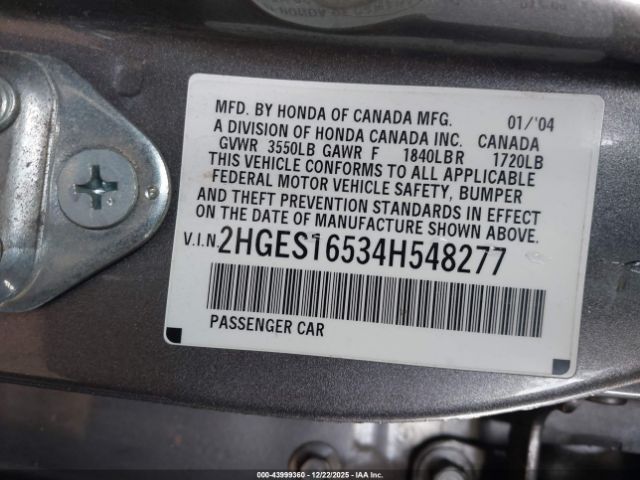 MFD. BY HONDA OF CANADA MFG. 01/'04
A DIVISION OF HONDA CANADA INC. CANADA
GVWR 3550LB GAWR F 1840LB R 1720LB
THIS VEHICLE CONFORMS TO ALL APPLICABLE
FEDERAL MOTOR VEHICLE SAFETY, BUMPER
AND THEFT PREVENTION STANDARDS IN EFFECT
ON THE DATE OF MANUFACTURE SHOWN ABOVE.
V.I.N. 2HGES16534H548277
PASSENGER CAR
000-43999360 - 12/22/2025 - IAAI.COM